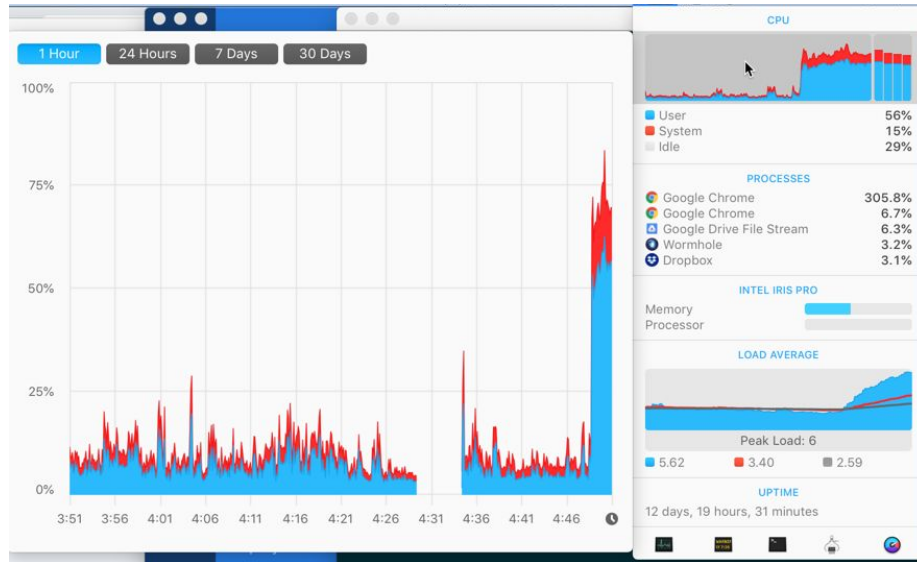 1 Hour 24 Hours 7 Days 30 Days
100%
75%
50%
25%
0%
3:51 3:56 4:01 4:06 4:11 4:16 4:21 4:26 4:31 4:36 4:41 4:46
CPU
User 56%
System 15%
Idle 29%
PROCESSES
Google Chrome 305.8%
Google Chrome 6.7%
Google Drive File Stream 6.3%
Wormhole 3.2%
Dropbox 3.1%
INTEL IRIS PRO
Memory
Processor
LOAD AVERAGE
Peak Load: 6
5.62 3.40 2.59
UPTIME
12 days, 19 hours, 31 minutes